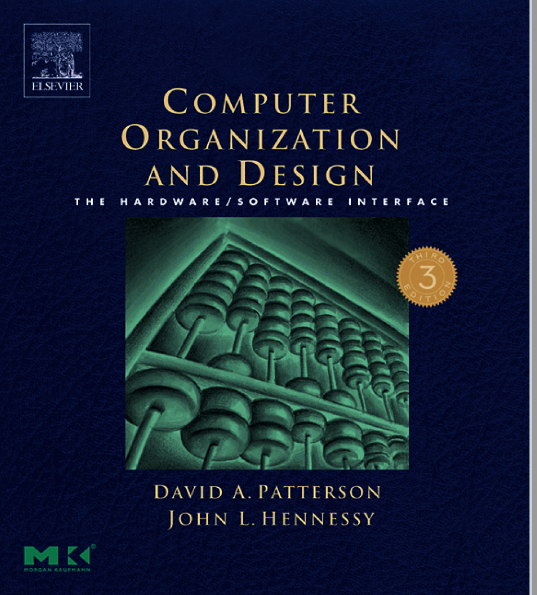 ELSEVIER
COMPUTER
ORGANIZATION
AND DESIGN
THE HARDWARE/SOFTWARE INTERFACE
THIRD
3
EDITION
DAVID A. PATTERSON
JOHN L. HENNESSY
MK®
MORGAN KAUFMANN